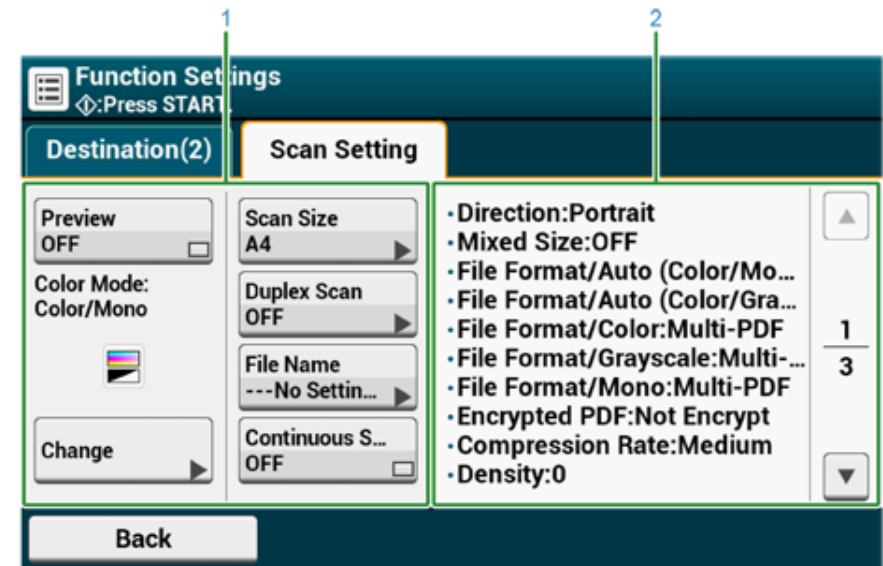 1
2
Function Settings
:Press START.
Destination(2)
Scan Setting
Preview
OFF
Color Mode:
Color/Mono
Change
Scan Size
A4
Duplex Scan
OFF
File Name
---No Settin...
Continuous S...
OFF
·Direction:Portrait
·Mixed Size:OFF
·File Format/Auto (Color/Mo...
·File Format/Auto (Color/Gra...
·File Format/Color:Multi-PDF
·File Format/Grayscale:Multi-...
·File Format/Mono:Multi-PDF
·Encrypted PDF:Not Encrypt
·Compression Rate:Medium
·Density:0
1
3
Back